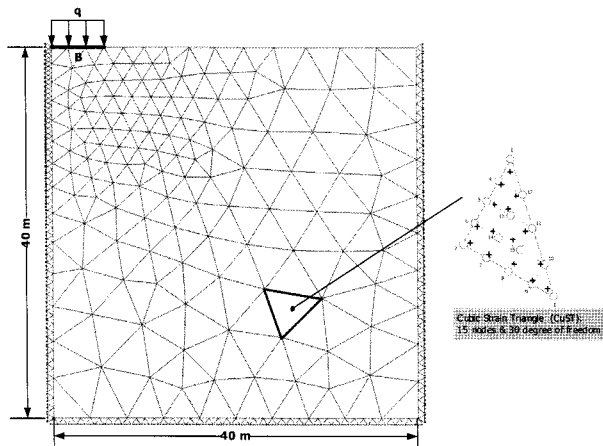 q
B
40 m
40 m
Cubic Strain Triangle (CuST):
15 nodes & 30 degree of freedom